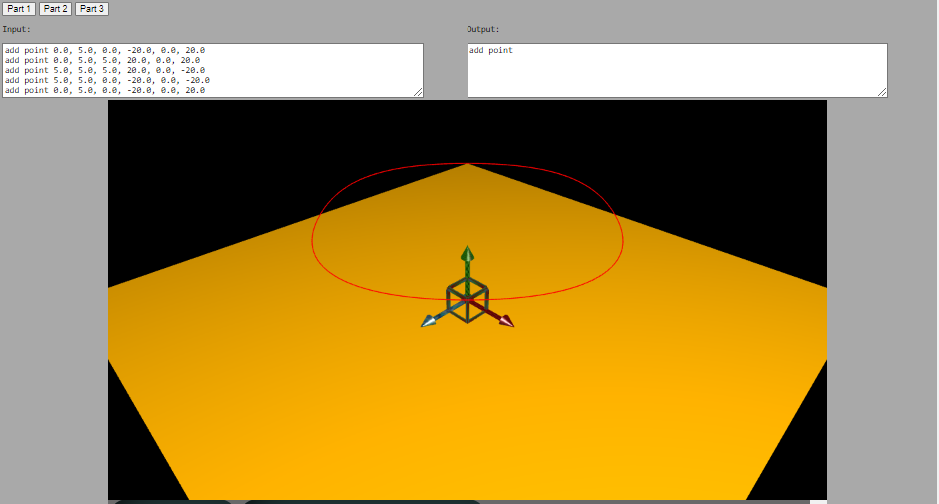 Part 1 Part 2 Part 3
Input:
Output:
add point 0.0, 5.0, 0.0, -20.0, 0.0, 20.0
add point 0.0, 5.0, 5.0, 20.0, 0.0, 20.0
add point 5.0, 5.0, 5.0, 20.0, 0.0, -20.0
add point 5.0, 5.0, 0.0, -20.0, 0.0, -20.0
add point 0.0, 5.0, 0.0, -20.0, 0.0, 20.0
add point